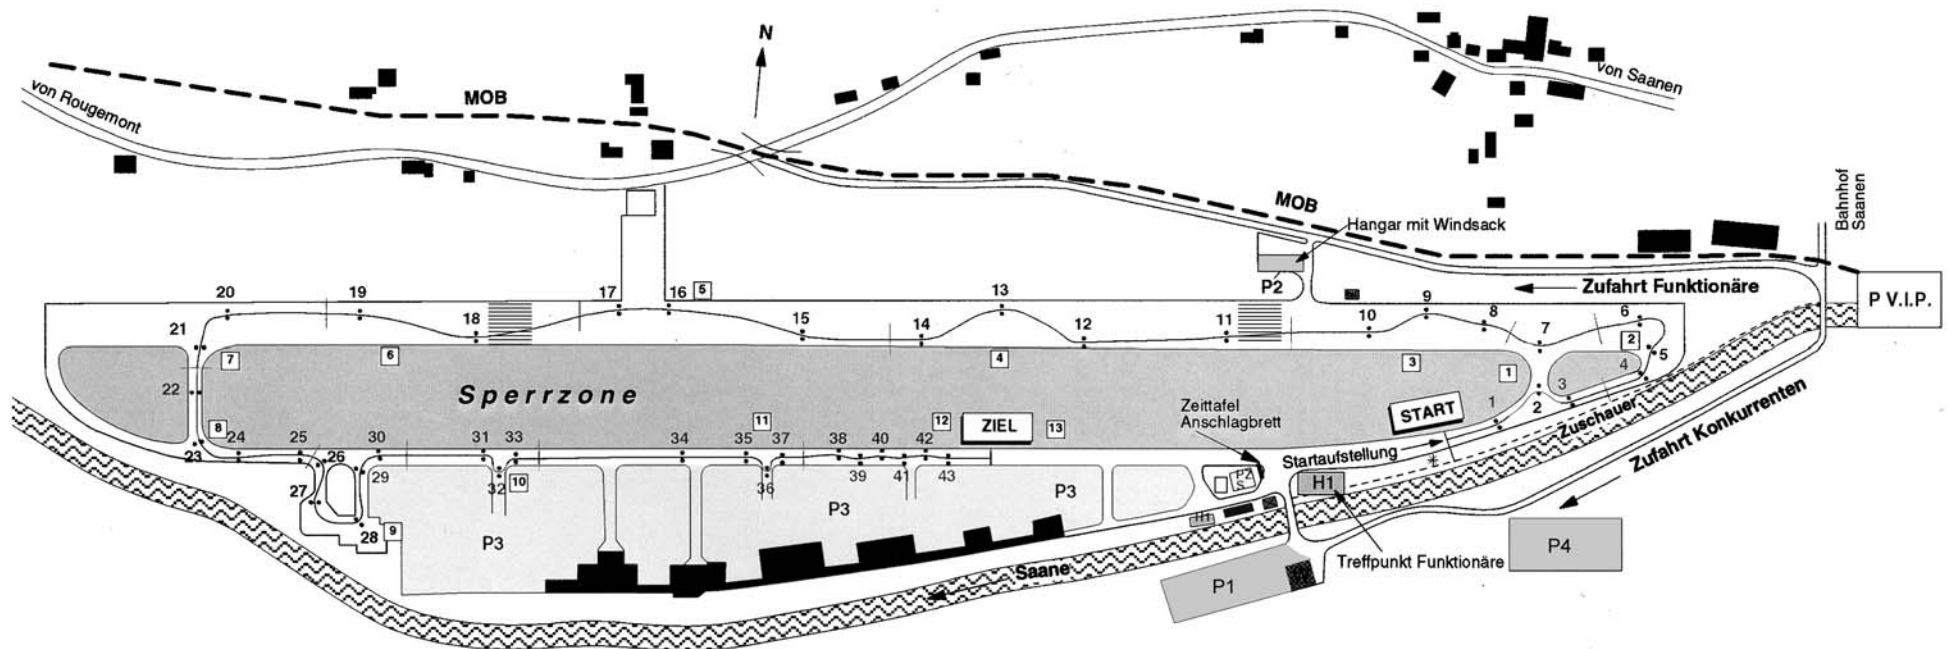 N
von Rougemont
MOB
von Saanen
MOB
Bahnhof
Saanen
Hangar mit Windsack
P2
Zufahrt Funktionäre
P V.I.P.
20
19
18
17
16
5
15
14
13
12
11
10
9
8
7
6
21
7
6
4
3
1
2
5
4
3
2
1
22
Sperrzone
START
Zuschauer
Zufahrt Konkurrenten
Zeittafel
Anschlagbrett
Startaufstellung
8
11
12
ZIEL
13
23
24
25
26
30
31
33
34
35
37
38
40
42
27
29
32
10
36
39
41
43
28
9
P3
P3
P3
H1
Treffpunkt Funktionäre
P4
Saane
P1